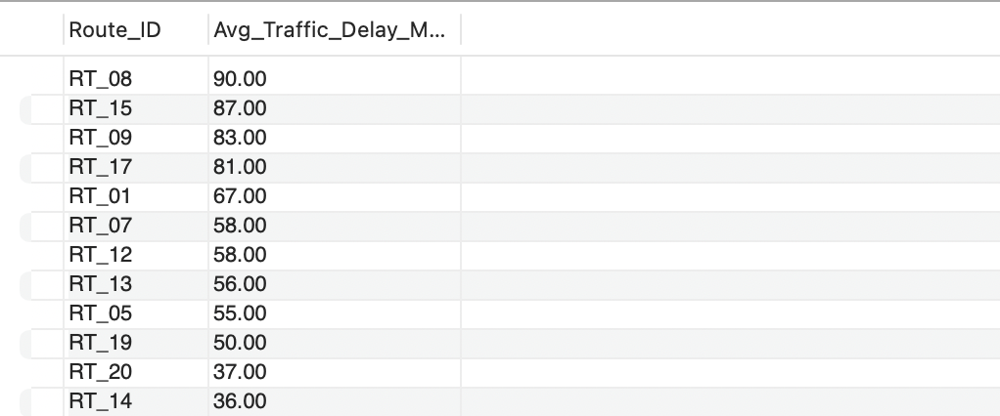 Route_ID Avg_Traffic_Delay_M...
RT_08 90.00
RT_15 87.00
RT_09 83.00
RT_17 81.00
RT_01 67.00
RT_07 58.00
RT_12 58.00
RT_13 56.00
RT_05 55.00
RT_19 50.00
RT_20 37.00
RT_14 36.00